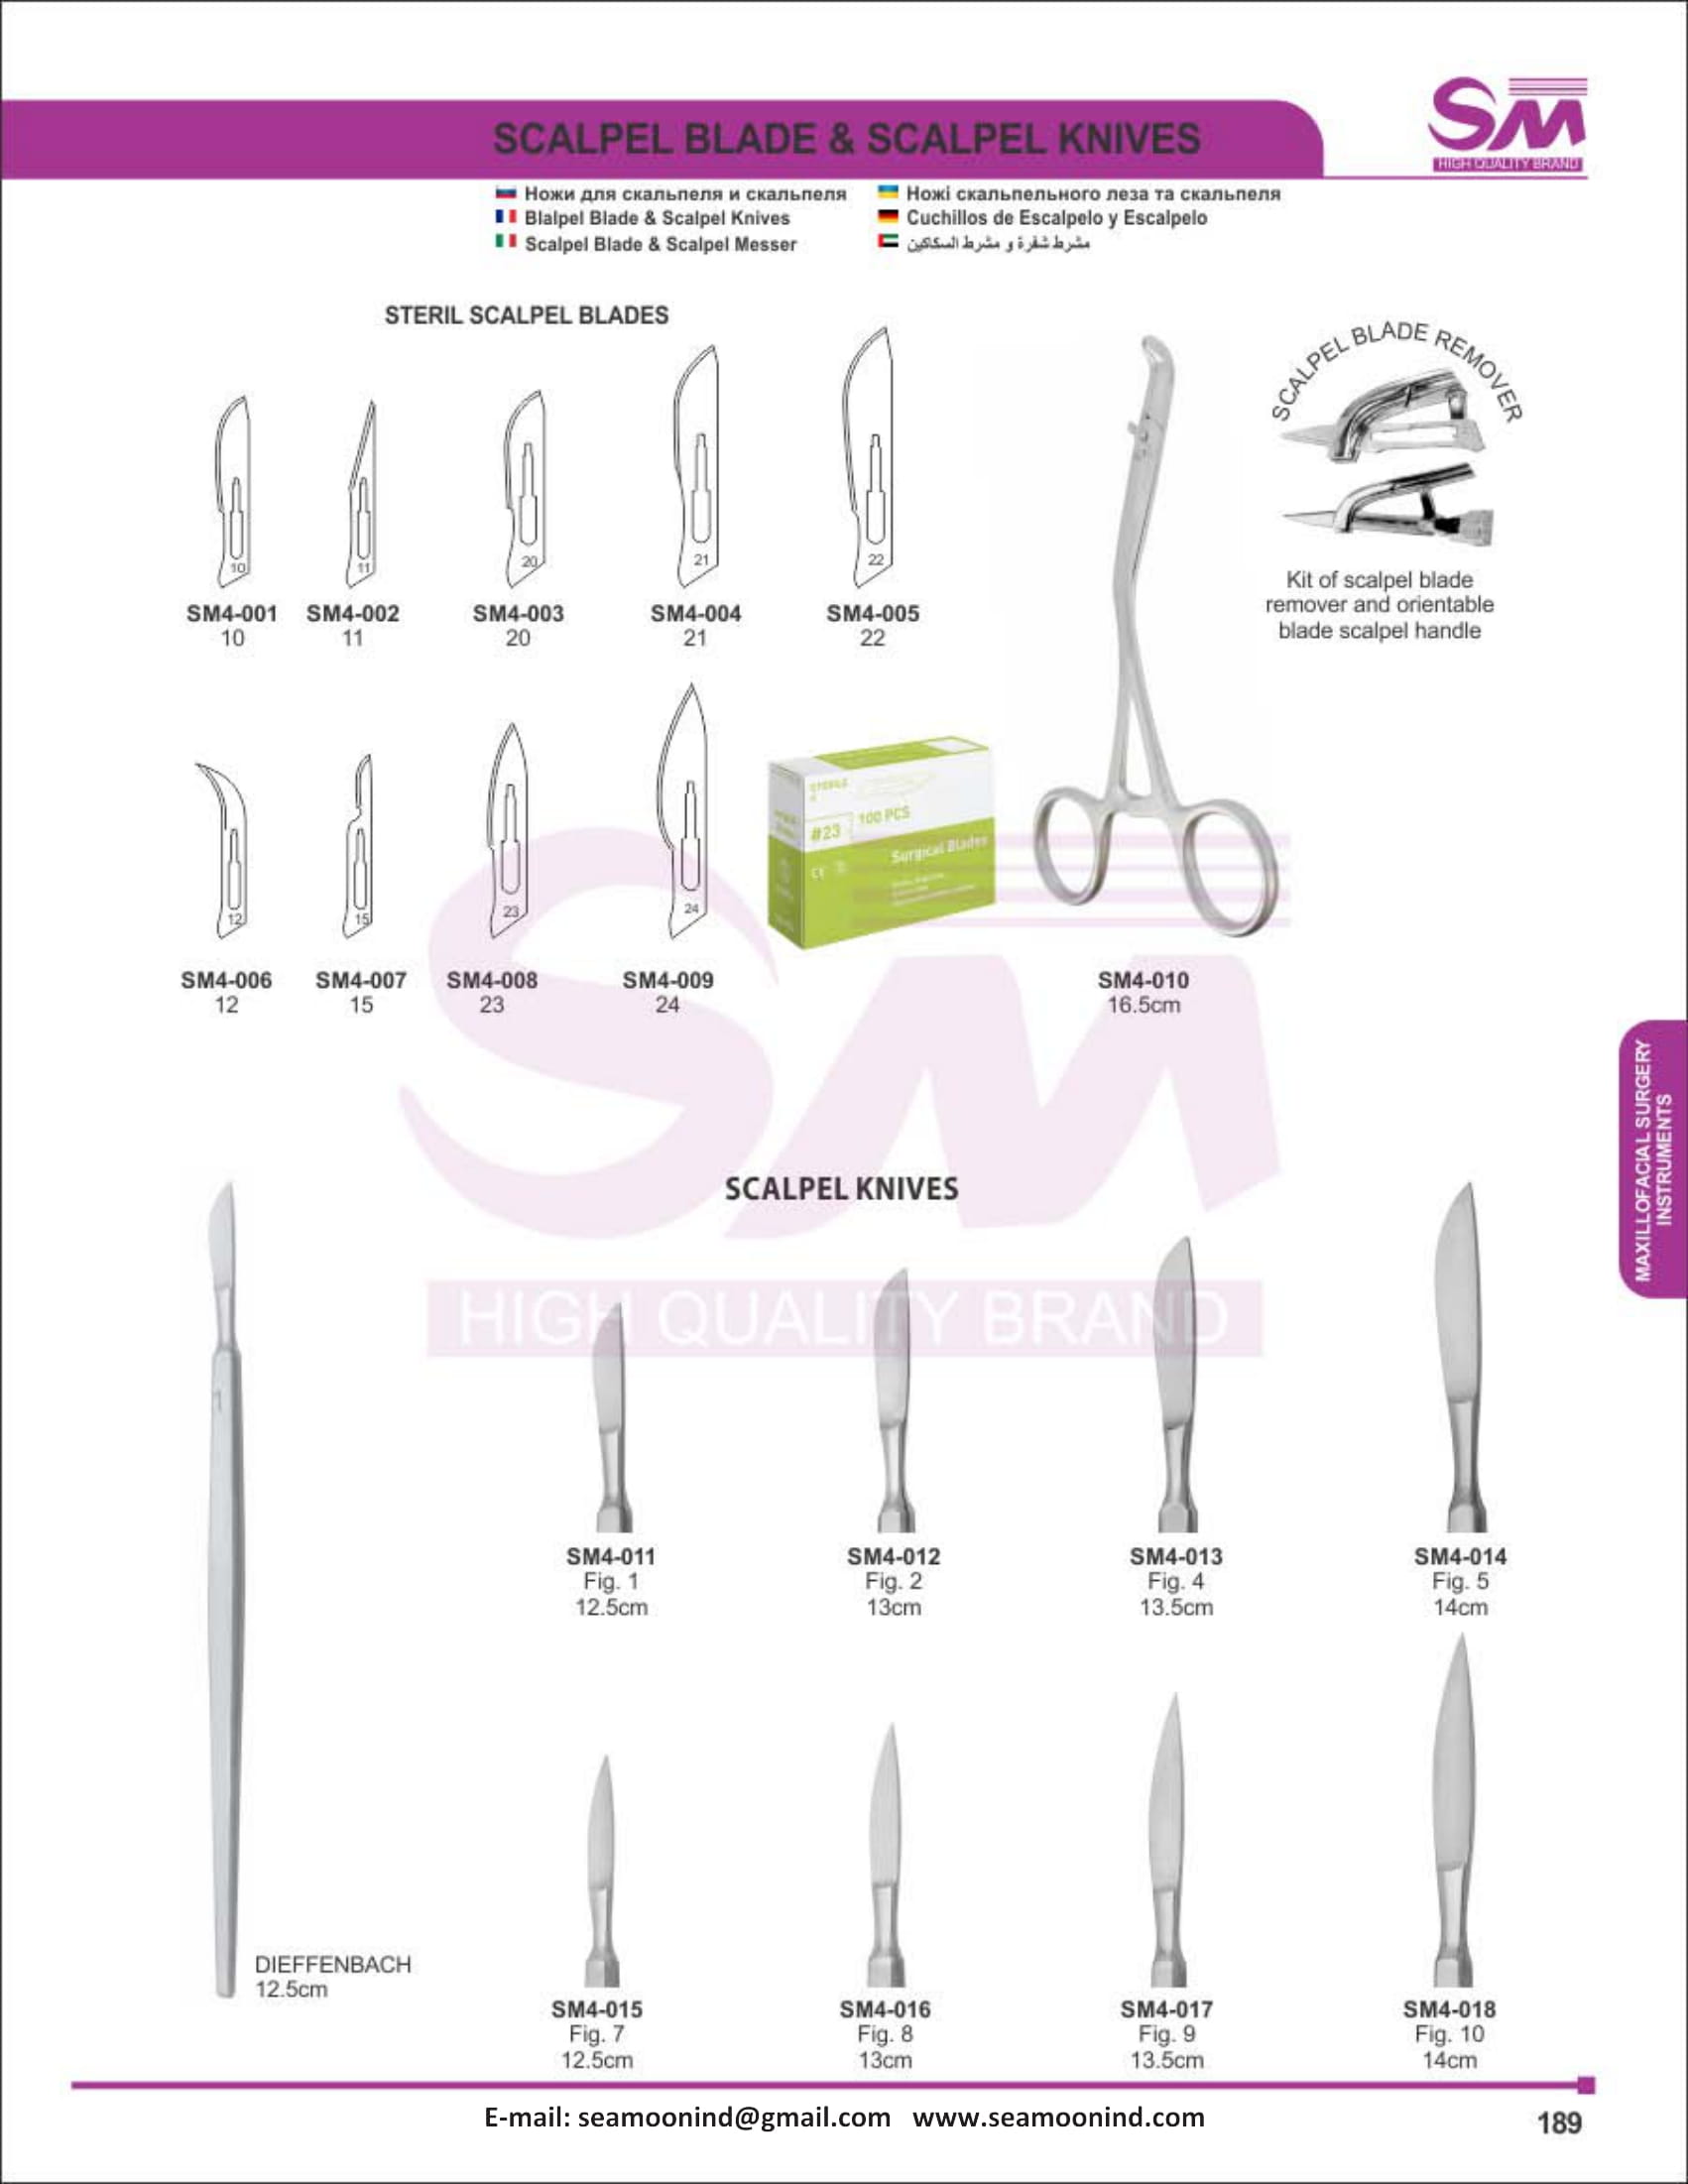 SM
HIGH QUALITY BRAND
SCALPEL BLADE & SCALPEL KNIVES
Ножи для скальпеля и скальпеля
Ножі скальпельного леза та скальпеля
Blalpel Blade & Scalpel Knives
Cuchillos de Escalpelo y Escalpelo
Scalpel Blade & Scalpel Messer
مشرط شفرة و مشرط السكاكين
STERIL SCALPEL BLADES
SCALPEL BLADE REMOVER
10
11
20
21
22
Kit of scalpel blade
remover and orientable
blade scalpel handle
SM4-001
10
SM4-002
11
SM4-003
20
SM4-004
21
SM4-005
22
STERILE
#23
100 PCS
Surgical Blades
CE
12
15
23
24
SM4-006
12
SM4-007
15
SM4-008
23
SM4-009
24
SM4-010
16.5cm
MAXILLOFACIAL SURGERY
INSTRUMENTS
SM
HIGH QUALITY BRAND
SCALPEL KNIVES
SM4-011
Fig. 1
12.5cm
SM4-012
Fig. 2
13cm
SM4-013
Fig. 4
13.5cm
SM4-014
Fig. 5
14cm
DIEFFENBACH
12.5cm
SM4-015
Fig. 7
12.5cm
SM4-016
Fig. 8
13cm
SM4-017
Fig. 9
13.5cm
SM4-018
Fig. 10
14cm
E-mail: seamoonind@gmail.com www.seamoonind.com
189